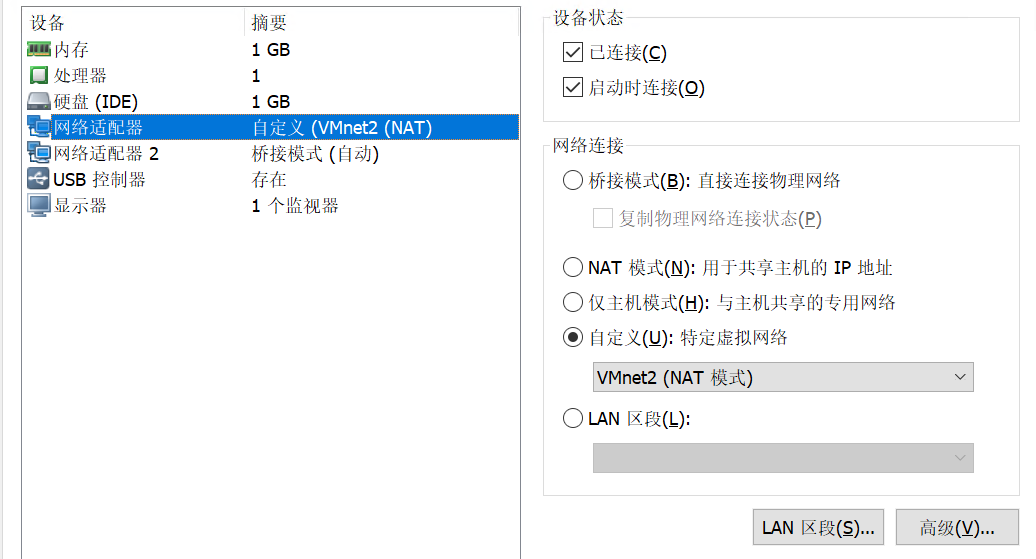 设备 摘要
内存 1 GB
处理器 1
硬盘 (IDE) 1 GB
网络适配器 自定义 (VMnet2 (NAT)
网络适配器 2 桥接模式 (自动)
USB 控制器 存在
显示器 1 个监视器
设备状态
已连接(C)
启动时连接(O)
网络连接
桥接模式(B): 直接连接物理网络
复制物理网络连接状态(P)
NAT 模式(N): 用于共享主机的 IP 地址
仅主机模式(H): 与主机共享的专用网络
自定义(U): 特定虚拟网络
VMnet2 (NAT 模式)
LAN 区段(L):
LAN 区段(S)... 高级(V)...